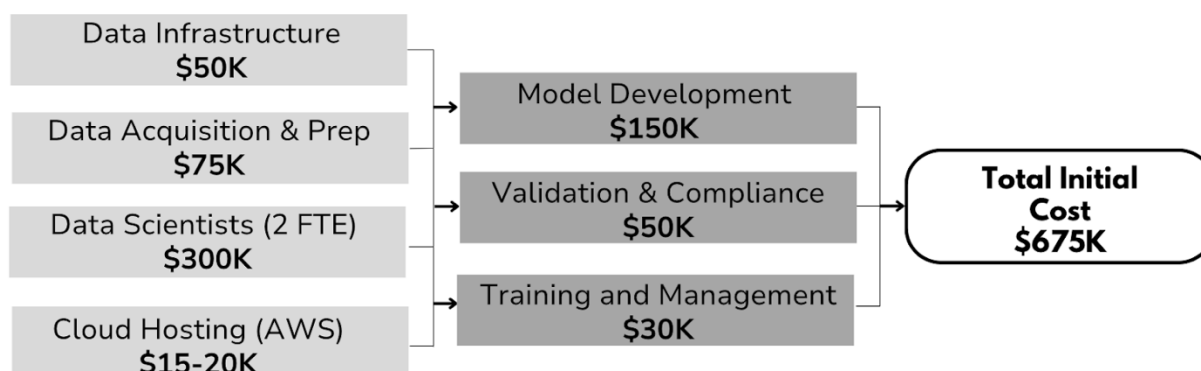 Data Infrastructure
$50K
Data Acquisition & Prep
$75K
Data Scientists (2 FTE)
$300K
Cloud Hosting (AWS)
$15-20K
Model Development
$150K
Validation & Compliance
$50K
Training and Management
$30K
Total Initial
Cost
$675K